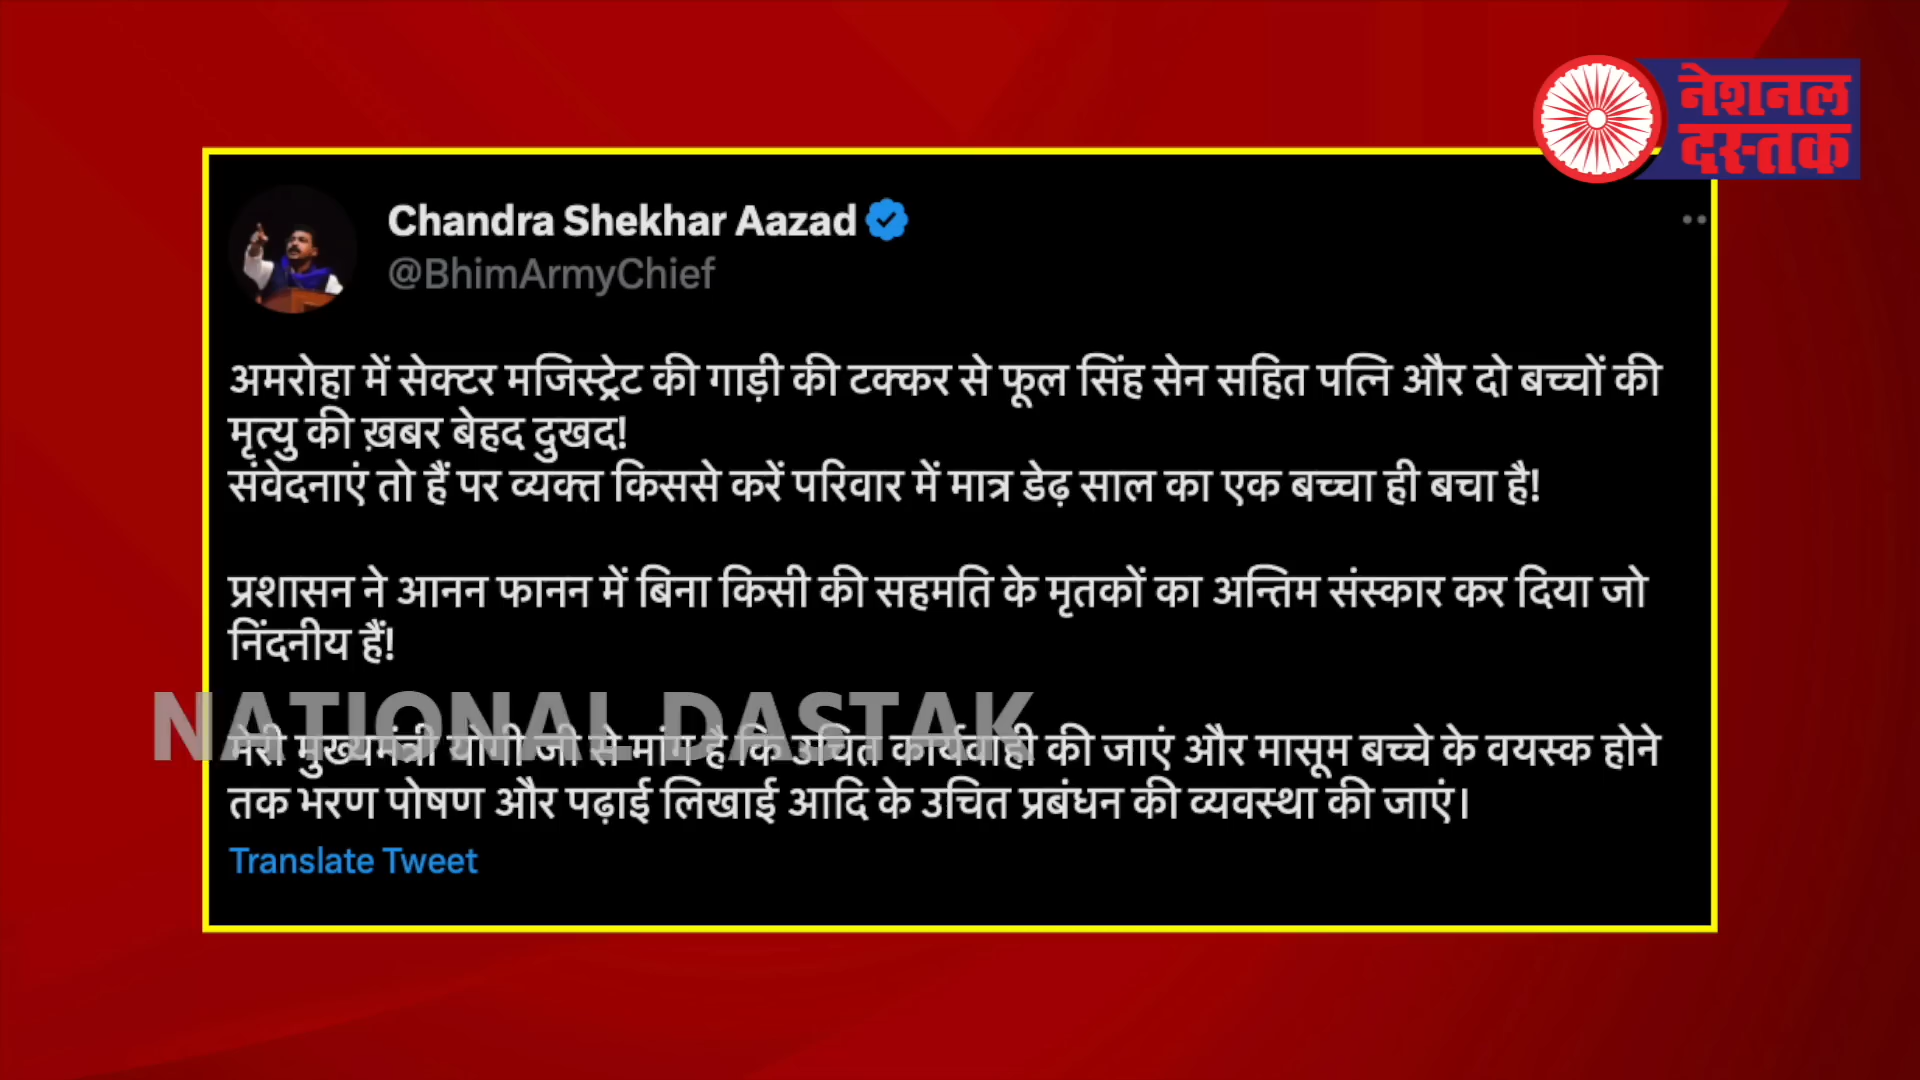 नेशनल
दस्तक
Chandra Shekhar Aazad
@BhimArmyChief
अमरोहा में सेक्टर मजिस्ट्रेट की गाड़ी की टक्कर से फूल सिंह सेन सहित पत्नि और दो बच्चों की
मृत्यु की ख़बर बेहद दुखद!
संवेदनाएं तो हैं पर व्यक्त किससे करें परिवार में मात्र डेढ़ साल का एक बच्चा ही बचा है!
प्रशासन ने आनन फानन में बिना किसी की सहमति के मृतकों का अन्तिम संस्कार कर दिया जो
निंदनीय हैं!
NATIONAL DASTAK
मेरी मुख्यमंत्री योगी जी से मांग है कि उचित कार्यवाही की जाएं और मासूम बच्चे के वयस्क होने
तक भरण पोषण और पढ़ाई लिखाई आदि के उचित प्रबंधन की व्यवस्था की जाएं।
Translate Tweet